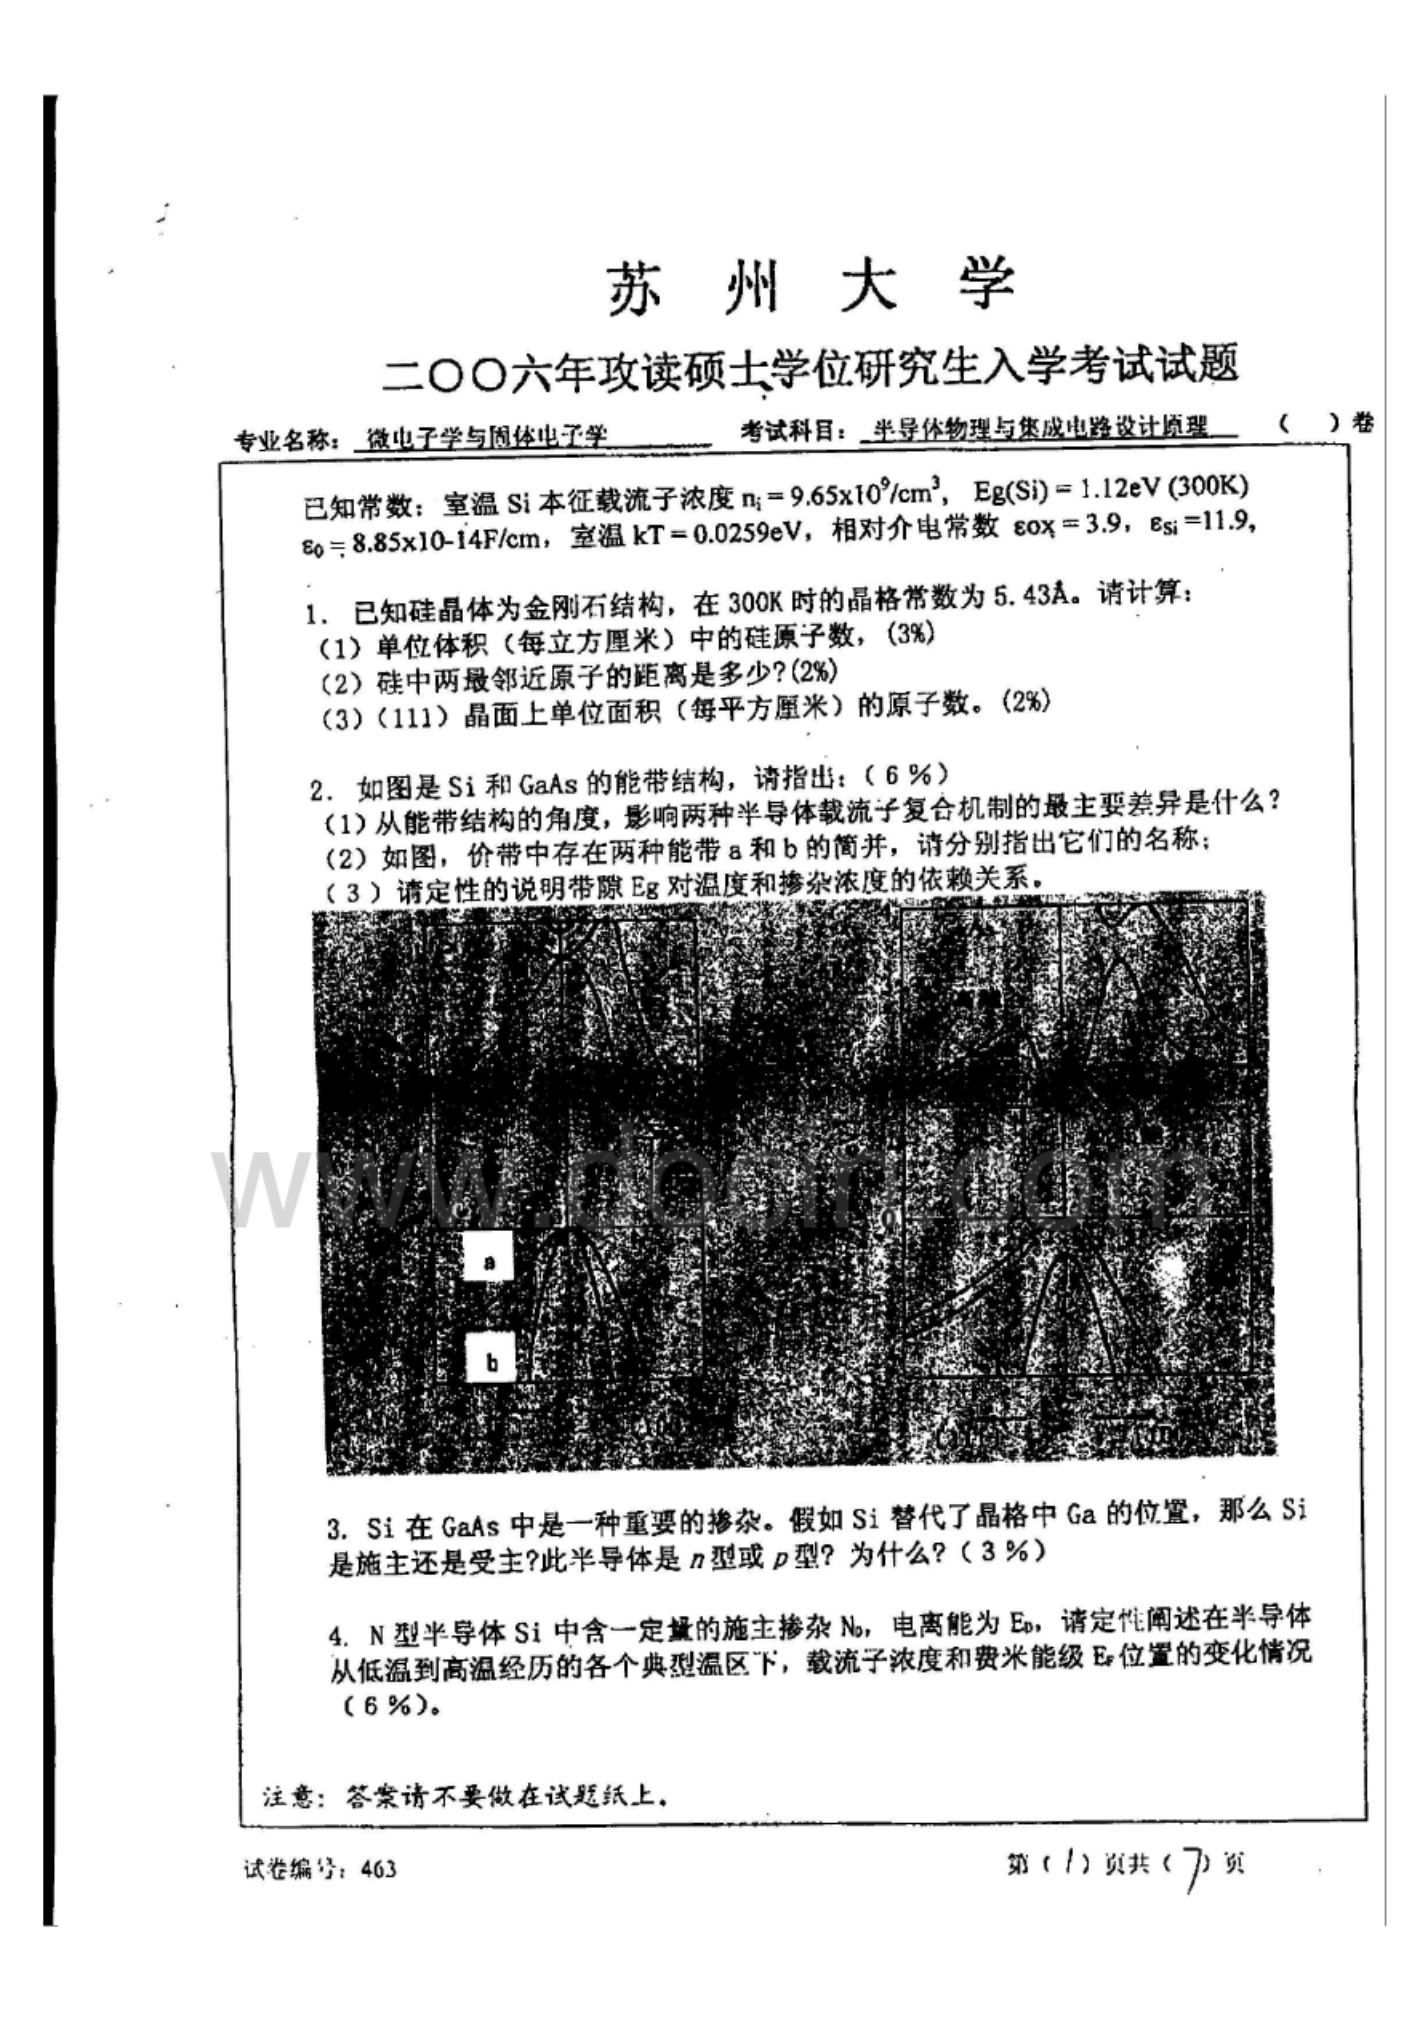 苏 州 大 学
二〇〇六年攻读硕士学位研究生入学考试试题
专业名称： 微电子学与固体电子学 考试科目： 半导体物理与集成电路设计原理 （ ）卷
已知常数：室温 Si 本征载流子浓度 ni = 9.65x10⁹/cm³， Eg(Si) = 1.12eV (300K)
ε0 = 8.85x10-14F/cm，室温 kT = 0.0259eV，相对介电常数 εox = 3.9，εSi =11.9,
1. 已知硅晶体为金刚石结构，在 300K 时的晶格常数为 5.43Å。请计算：
（1）单位体积（每立方厘米）中的硅原子数，(3%)
（2）硅中两最邻近原子的距离是多少?(2%)
（3）（111）晶面上单位面积（每平方厘米）的原子数。(2%)
2. 如图是 Si 和 GaAs 的能带结构，请指出:（6％）
（1）从能带结构的角度，影响两种半导体载流子复合机制的最主要差异是什么？
（2）如图，价带中存在两种能带 a 和 b 的简并，请分别指出它们的名称；
（3）请定性的说明带隙 Eg 对温度和掺杂浓度的依赖关系。
a
b
www.docin.com
3. Si 在 GaAs 中是一种重要的掺杂。假如 Si 替代了晶格中 Ga 的位置，那么 Si
是施主还是受主?此半导体是 n 型或 p 型？为什么?（3％）
4. N 型半导体 Si 中含一定量的施主掺杂 ND，电离能为 ED，请定性阐述在半导体
从低温到高温经历的各个典型温区下，载流子浓度和费米能级 EF 位置的变化情况
（6％）。
注意：答案请不要做在试题纸上.
试卷编号：463 第（1）页共（7）页